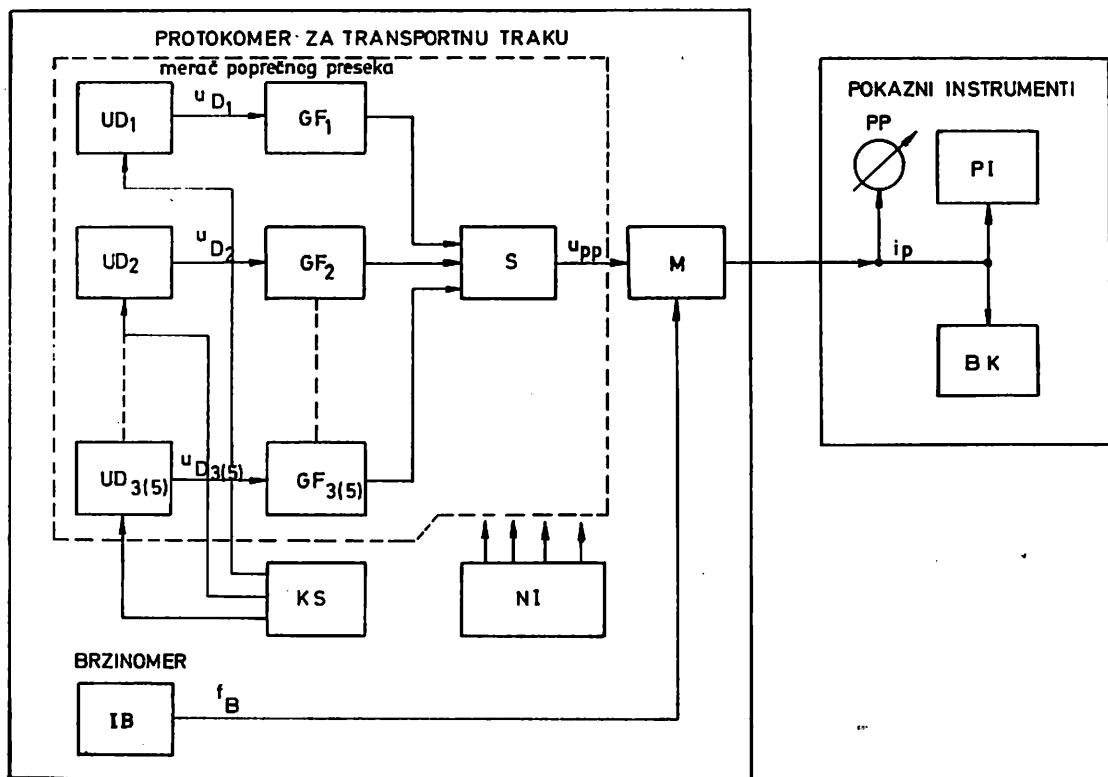 PROTOKOMER ZA TRANSPORTNU TRAKU
merač poprečnog preseka
UD1
uD1
GF1
UD2
uD2
GF2
UD3(5)
uD3(5)
GF3(5)
S
upp
M
KS
NI
BRZINOMER
IB
fB
POKAZNI INSTRUMENTI
PP
PI
ip
BK